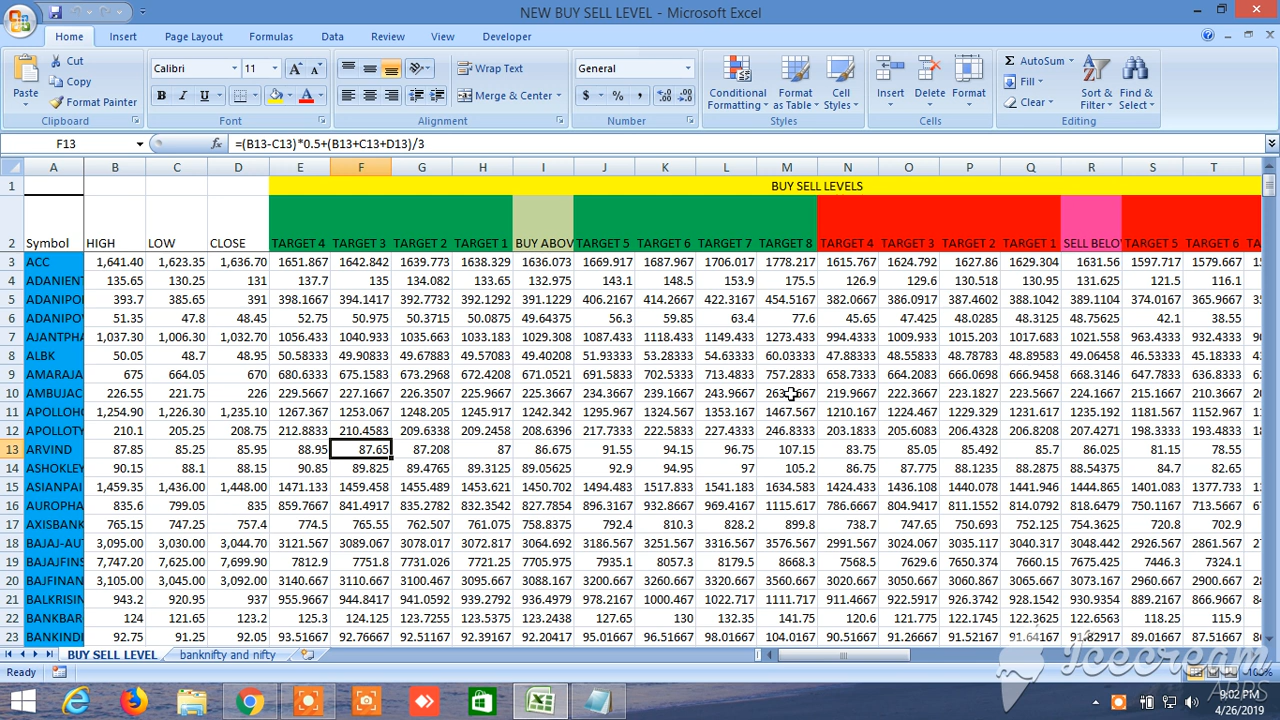 NEW BUY SELL LEVEL - Microsoft Excel
Home Insert Page Layout Formulas Data Review View Developer
Cut Calibri 11 Wrap Text General AutoSum
Paste Copy Fill
Format Painter Merge & Center Conditional Formatting Format as Table Cell Styles Insert Delete Format Clear Sort & Filter Find & Select
Clipboard Font Alignment Number Styles Cells Editing
F13 fx =(B13-C13)*0.5+(B13+C13+D13)/3
A B C D E F G H I J K L M N O P Q R S T
1 BUY SELL LEVELS
2 Symbol HIGH LOW CLOSE TARGET 4 TARGET 3 TARGET 2 TARGET 1 BUY ABOV TARGET 5 TARGET 6 TARGET 7 TARGET 8 TARGET 4 TARGET 3 TARGET 2 TARGET 1 SELL BELO TARGET 5 TARGET 6 TA
3 ACC 1,641.40 1,623.35 1,636.70 1651.867 1642.842 1639.773 1638.329 1636.073 1669.917 1687.967 1706.017 1778.217 1615.767 1624.792 1627.86 1629.304 1631.56 1597.717 1579.667
4 ADANIENT 135.65 130.25 131 137.7 135 134.082 133.65 132.975 143.1 148.5 153.9 175.5 126.9 129.6 130.518 130.95 131.625 121.5 116.1
5 ADANIPO 393.7 385.65 391 398.1667 394.1417 392.7732 392.1292 391.1229 406.2167 414.2667 422.3167 454.5167 382.0667 386.0917 387.4602 388.1042 389.1104 374.0167 365.9667
6 ADANIPO 51.35 47.8 48.45 52.75 50.975 50.3715 50.0875 49.64375 56.3 59.85 63.4 77.6 45.65 47.425 48.0285 48.3125 48.75625 42.1 38.55
7 AJANTPHA 1,037.30 1,006.30 1,032.70 1056.433 1040.933 1035.663 1033.183 1029.308 1087.433 1118.433 1149.433 1273.433 994.4333 1009.933 1015.203 1017.683 1021.558 963.4333 932.4333
8 ALBK 50.05 48.7 48.95 50.58333 49.90833 49.67883 49.57083 49.40208 51.93333 53.28333 54.63333 60.03333 47.88333 48.55833 48.78783 48.89583 49.06458 46.53333 45.18333
9 AMARAJA 675 664.05 670 680.6333 675.1583 673.2968 672.4208 671.0521 691.5833 702.5333 713.4833 757.2833 658.7333 664.2083 666.0698 666.9458 668.3146 647.7833 636.8333
10 AMBUJAC 226.55 221.75 226 229.5667 227.1667 226.3507 225.9667 225.3667 234.3667 239.1667 243.9667 219.9667 222.3667 223.1827 223.5667 224.1667 215.1667 210.3667
11 APOLLOHO 1,254.90 1,226.30 1,235.10 1267.367 1253.067 1248.205 1245.917 1242.342 1295.967 1324.567 1353.167 1467.567 1210.167 1224.467 1229.329 1231.617 1235.192 1181.567 1152.967
12 APOLLOTY 210.1 205.25 208.75 212.8833 210.4583 209.6338 209.2458 208.6396 217.7333 222.5833 227.4333 246.8333 203.1833 205.6083 206.4328 206.8208 207.4271 198.3333 193.4833
13 ARVIND 87.85 85.25 85.95 88.95 87.65 87.208 87 86.675 91.55 94.15 96.75 107.15 83.75 85.05 85.492 85.7 86.025 81.15 78.55
14 ASHOKLEY 90.15 88.1 88.15 90.85 89.825 89.4765 89.3125 89.05625 92.9 94.95 97 105.2 86.75 87.775 88.1235 88.2875 88.54375 84.7 82.65
15 ASIANPAI 1,459.35 1,436.00 1,448.00 1471.133 1459.458 1455.489 1453.621 1450.702 1494.483 1517.833 1541.183 1634.583 1424.433 1436.108 1440.078 1441.946 1444.865 1401.083 1377.733
16 AUROPHA 815.6 799.05 835 859.7667 841.4917 835.2782 832.3542 827.7854 896.3167 932.8667 969.4167 1115.617 786.6667 804.9417 811.1552 814.0792 818.6479 750.1167 713.5667
17 AXISBANK 765.15 747.25 757.4 774.5 765.55 762.507 761.075 758.8375 792.4 810.3 828.2 899.8 738.7 747.65 750.693 752.125 754.3625 720.8 702.9
18 BAJAJ-AUT 3,095.00 3,030.00 3,044.70 3121.567 3089.067 3078.017 3072.817 3064.692 3186.567 3251.567 3316.567 3576.567 2991.567 3024.067 3035.117 3040.317 3048.442 2926.567 2861.567
19 BAJAJFINS 7,747.20 7,625.00 7,699.90 7812.9 7751.8 7731.026 7721.25 7705.975 7935.1 8057.3 8179.5 8668.3 7568.5 7629.6 7650.374 7660.15 7675.425 7446.3 7324.1
20 BAJFINAN 3,105.00 3,045.00 3,092.00 3140.667 3110.667 3100.467 3095.667 3088.167 3200.667 3260.667 3320.667 3560.667 3020.667 3050.667 3060.867 3065.667 3073.167 2960.667 2900.667
21 BALKRISIN 943.2 920.95 937 955.9667 944.8417 941.0592 939.2792 936.4979 978.2167 1000.467 1022.717 1111.717 911.4667 922.5917 926.3742 928.1542 930.9354 889.2167 866.9667
22 BANKBAR 124 121.65 123.2 125.3 124.125 123.7255 123.5375 123.2438 127.65 130 132.35 141.75 120.6 121.775 122.1745 122.3625 122.6563 118.25 115.9
23 BANKINDI 92.75 91.25 92.05 93.51667 92.76667 92.51167 92.39167 92.20417 95.01667 96.51667 98.01667 104.0167 90.51667 91.26667 91.52167 91.64167 91.82917 89.01667 87.51667
BUY SELL LEVEL banknifty and nifty
Ready 100%
Icecream APPS
9:02 PM
4/26/2019